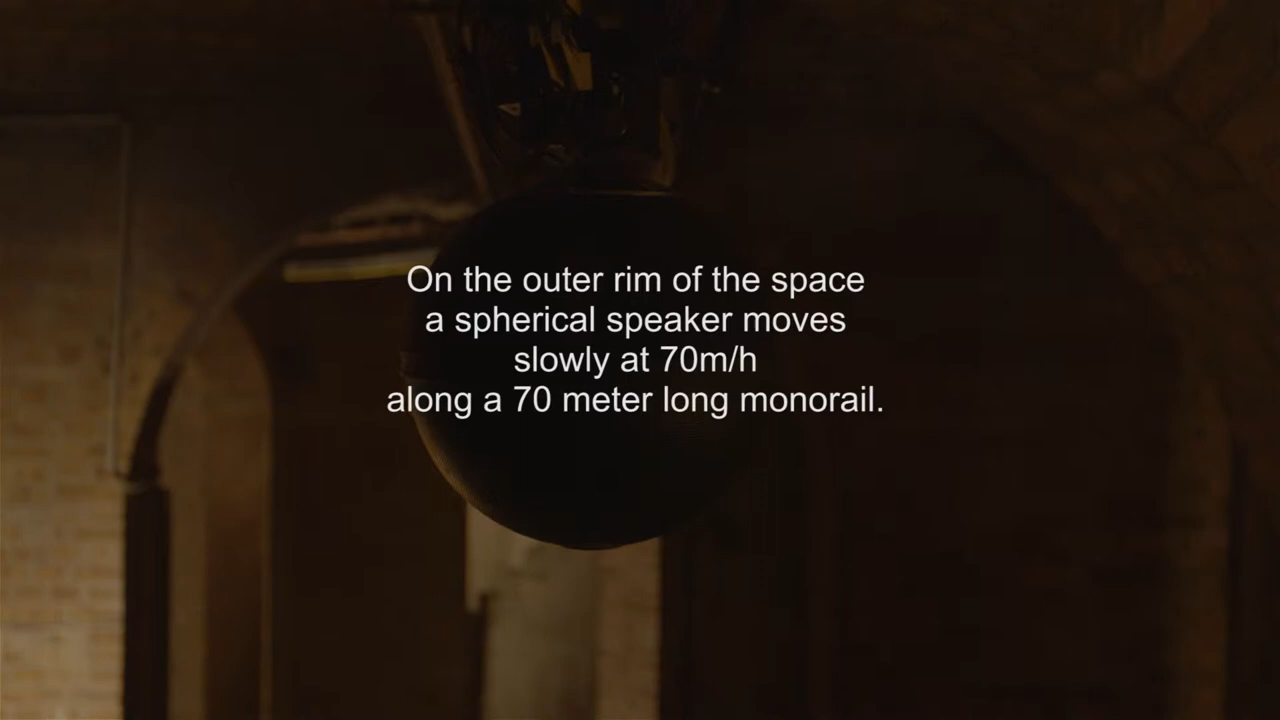 On the outer rim of the space
a spherical speaker moves
slowly at 70m/h
along a 70 meter long monorail.